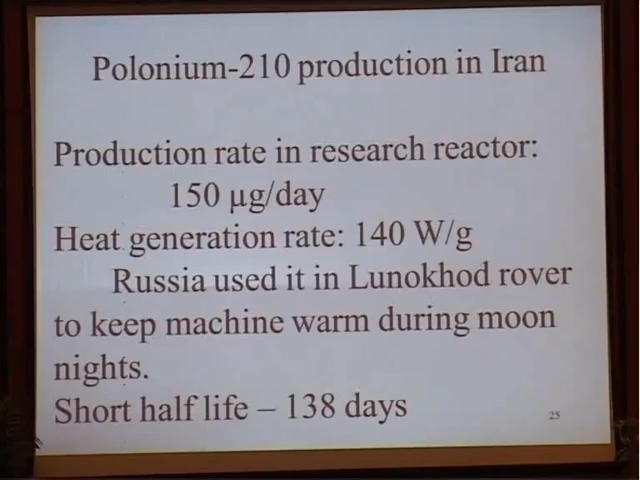 Polonium-210 production in Iran
Production rate in research reactor:
150 μg/day
Heat generation rate: 140 W/g
Russia used it in Lunokhod rover
to keep machine warm during moon
nights.
Short half life – 138 days
25